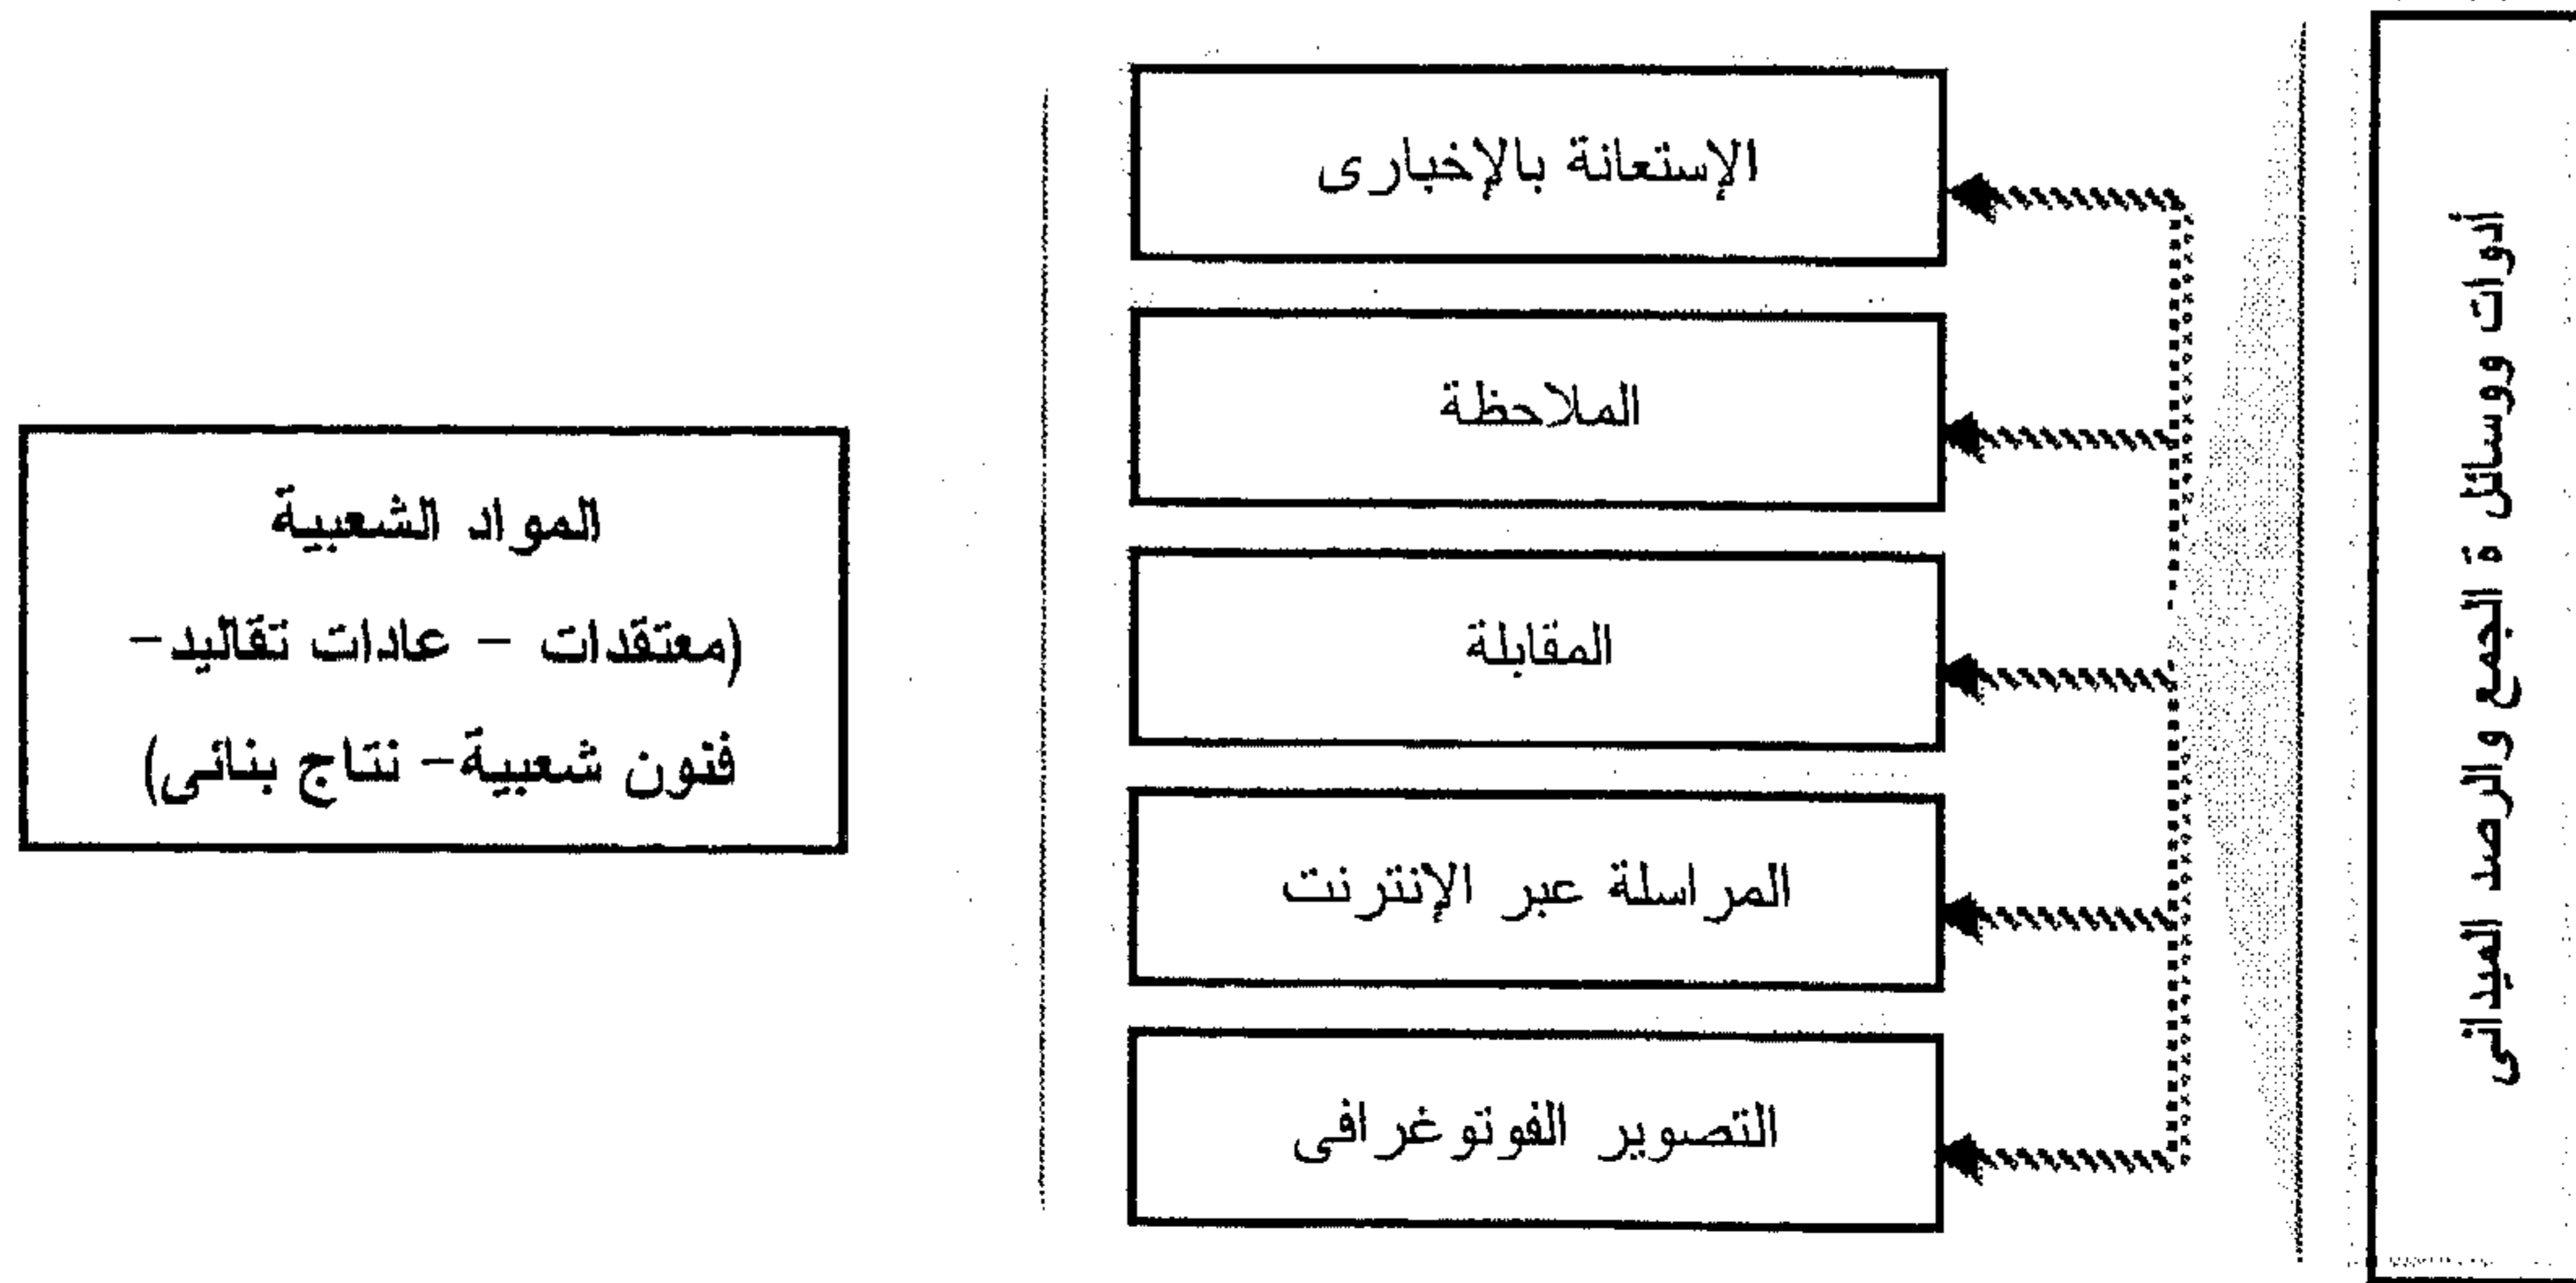 أدوات ووسائل ة الجمع والرصد الميدانى
الإستعانة بالإخبارى
الملاحظة
المقابلة
المراسلة عبر الإنترنت
التصوير الفوتوغرافى
المواد الشعبية
(معتقدات – عادات تقاليد–
فنون شعبية– نتاج بنائى)